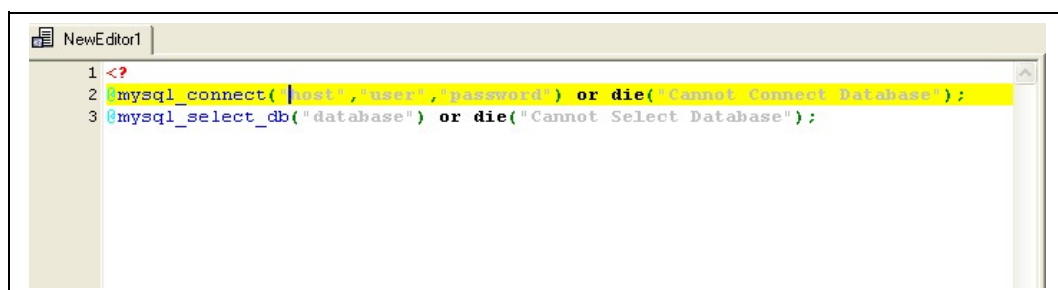 NewEditor1
1 <?
2 @mysql_connect("host","user","password") or die("Cannot Connect Database");
3 @mysql_select_db("database") or die("Cannot Select Database");